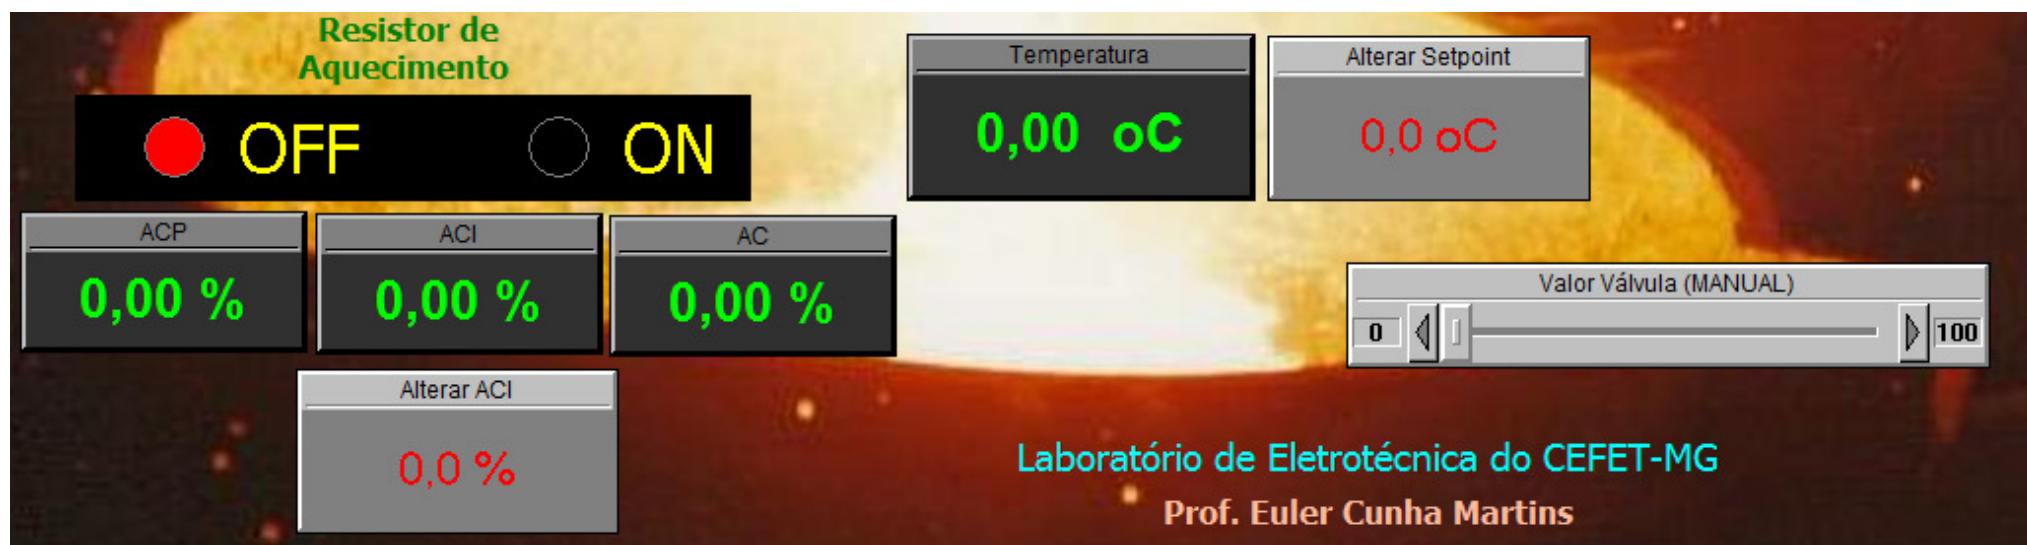 Resistor de
Aquecimento
OFF ON
Temperatura
0,00 oC
Alterar Setpoint
0,0 oC
ACP
0,00 %
ACI
0,00 %
AC
0,00 %
Valor Válvula (MANUAL)
0 100
Alterar ACI
0,0 %
Laboratório de Eletrotécnica do CEFET-MG
Prof. Euler Cunha Martins